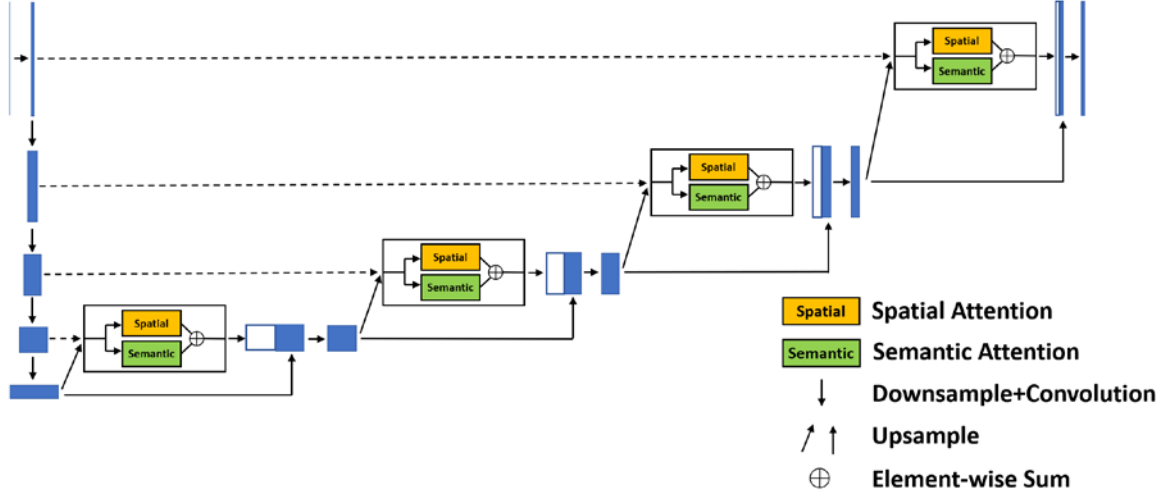 Spatial
Semantic
Spatial
Semantic
Spatial
Semantic
Spatial
Semantic
Spatial Spatial Attention
Semantic Semantic Attention
Downsample+Convolution
Upsample
Element-wise Sum